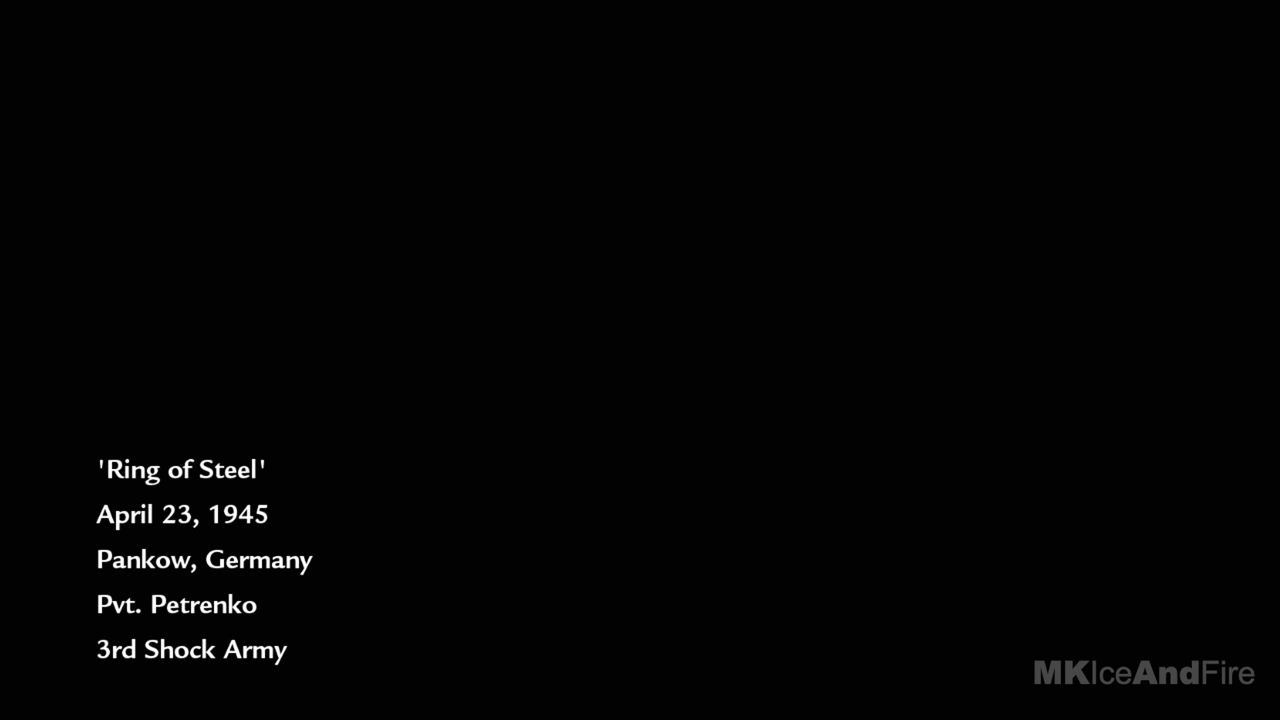 'Ring of Steel'
April 23, 1945
Pankow, Germany
Pvt. Petrenko
3rd Shock Army
MKIceAndFire